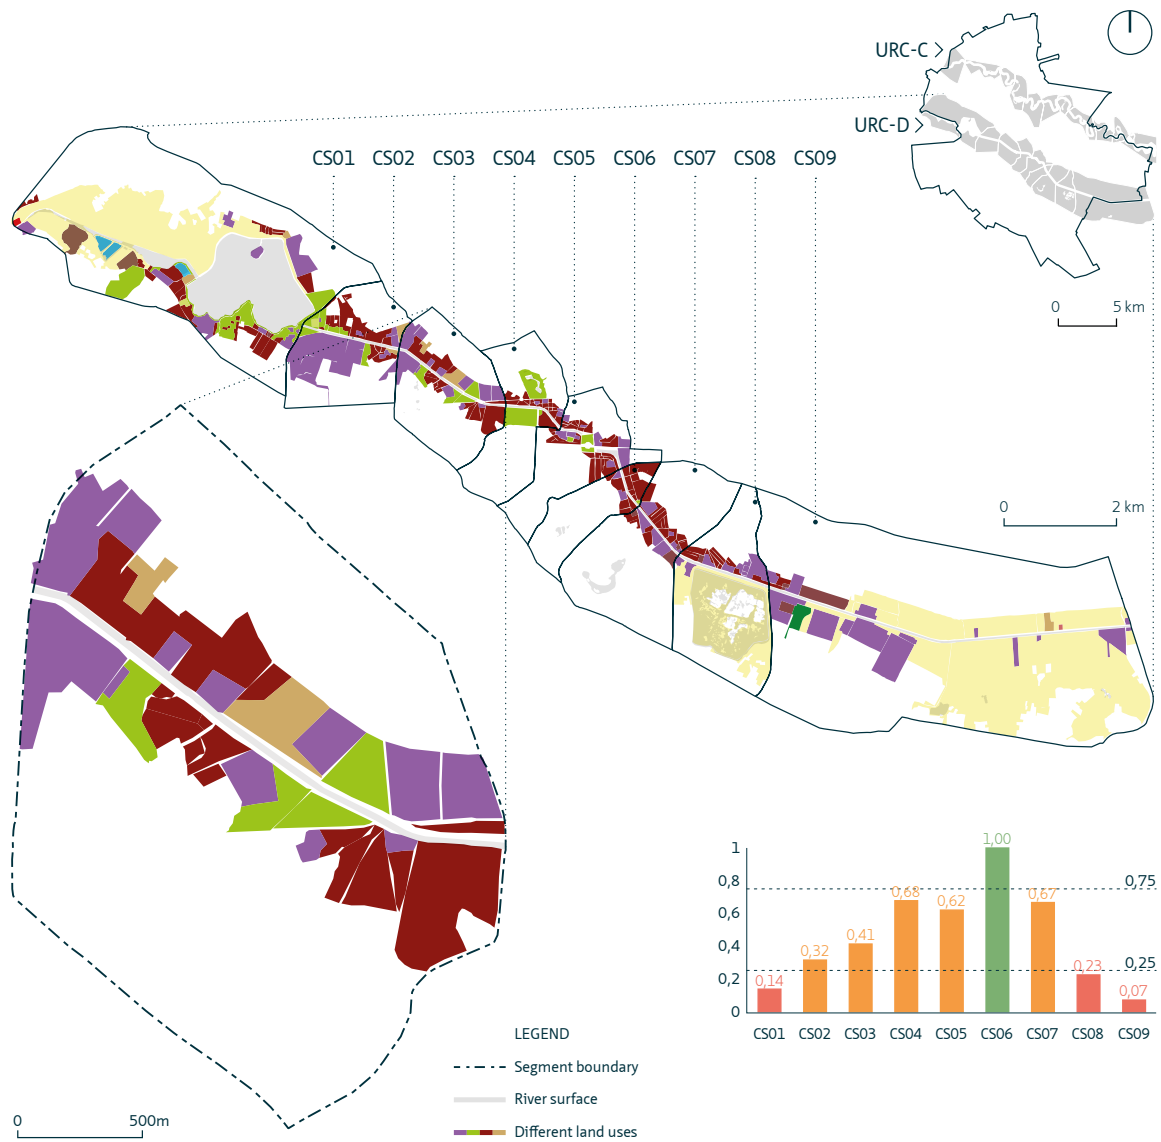 URC-C
URC-D
CS01 CS02 CS03 CS04 CS05 CS06 CS07 CS08 CS09
0 5 km
0 2 km
1,00
1
0,8
0,6
0,4
0,2
0
0,75
0,25
0,14
0,32
0,41
0,68
0,62
0,67
0,23
0,07
CS01 CS02 CS03 CS04 CS05 CS06 CS07 CS08 CS09
LEGEND
Segment boundary
River surface
Different land uses
0 500m